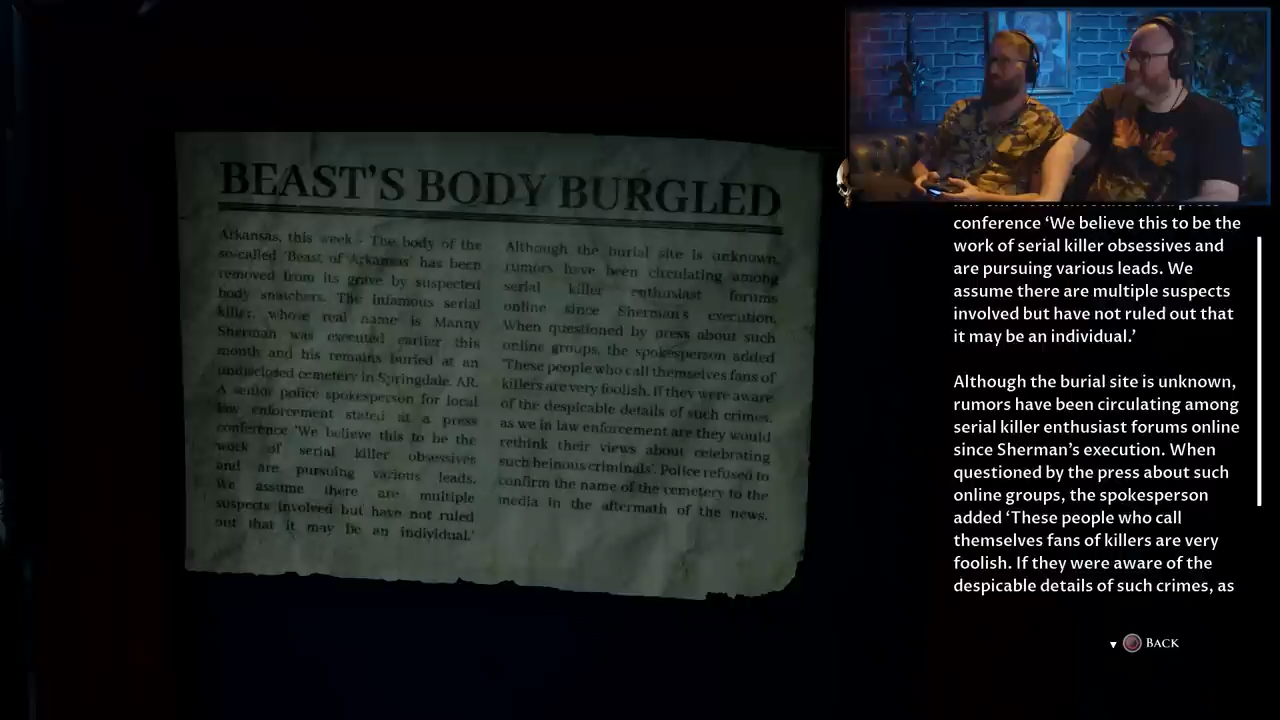 BEAST'S BODY BURGLED
Arkansas, this week - The body of the
so-called 'Beast of Arkansas' has been
removed from its grave by suspected
body snatchers. The infamous serial
killer, whose real name is Manny
Sherman was executed earlier this
month and his remains buried at an
undisclosed cemetery in Springdale, AR.
A senior police spokesperson for local
law enforcement stated at a press
conference 'We believe this to be the
work of serial killer obsessives
and are pursuing various leads.
We assume there are multiple
suspects involved but have not ruled
out that it may be an individual.'
Although the burial site is unknown,
rumors have been circulating among
serial killer enthusiast forums
online since Sherman's execution.
When questioned by press about such
online groups, the spokesperson added
'These people who call themselves fans of
killers are very foolish. If they were aware
of the despicable details of such crimes,
as we in law enforcement are they would
rethink their views about celebrating
such heinous criminals'. Police refused to
confirm the name of the cemetery to the
media in the aftermath of the news.
conference ‘We believe this to be the
work of serial killer obsessives and
are pursuing various leads. We
assume there are multiple suspects
involved but have not ruled out that
it may be an individual.’
Although the burial site is unknown,
rumors have been circulating among
serial killer enthusiast forums online
since Sherman’s execution. When
questioned by the press about such
online groups, the spokesperson
added ‘These people who call
themselves fans of killers are very
foolish. If they were aware of the
despicable details of such crimes, as
BACK